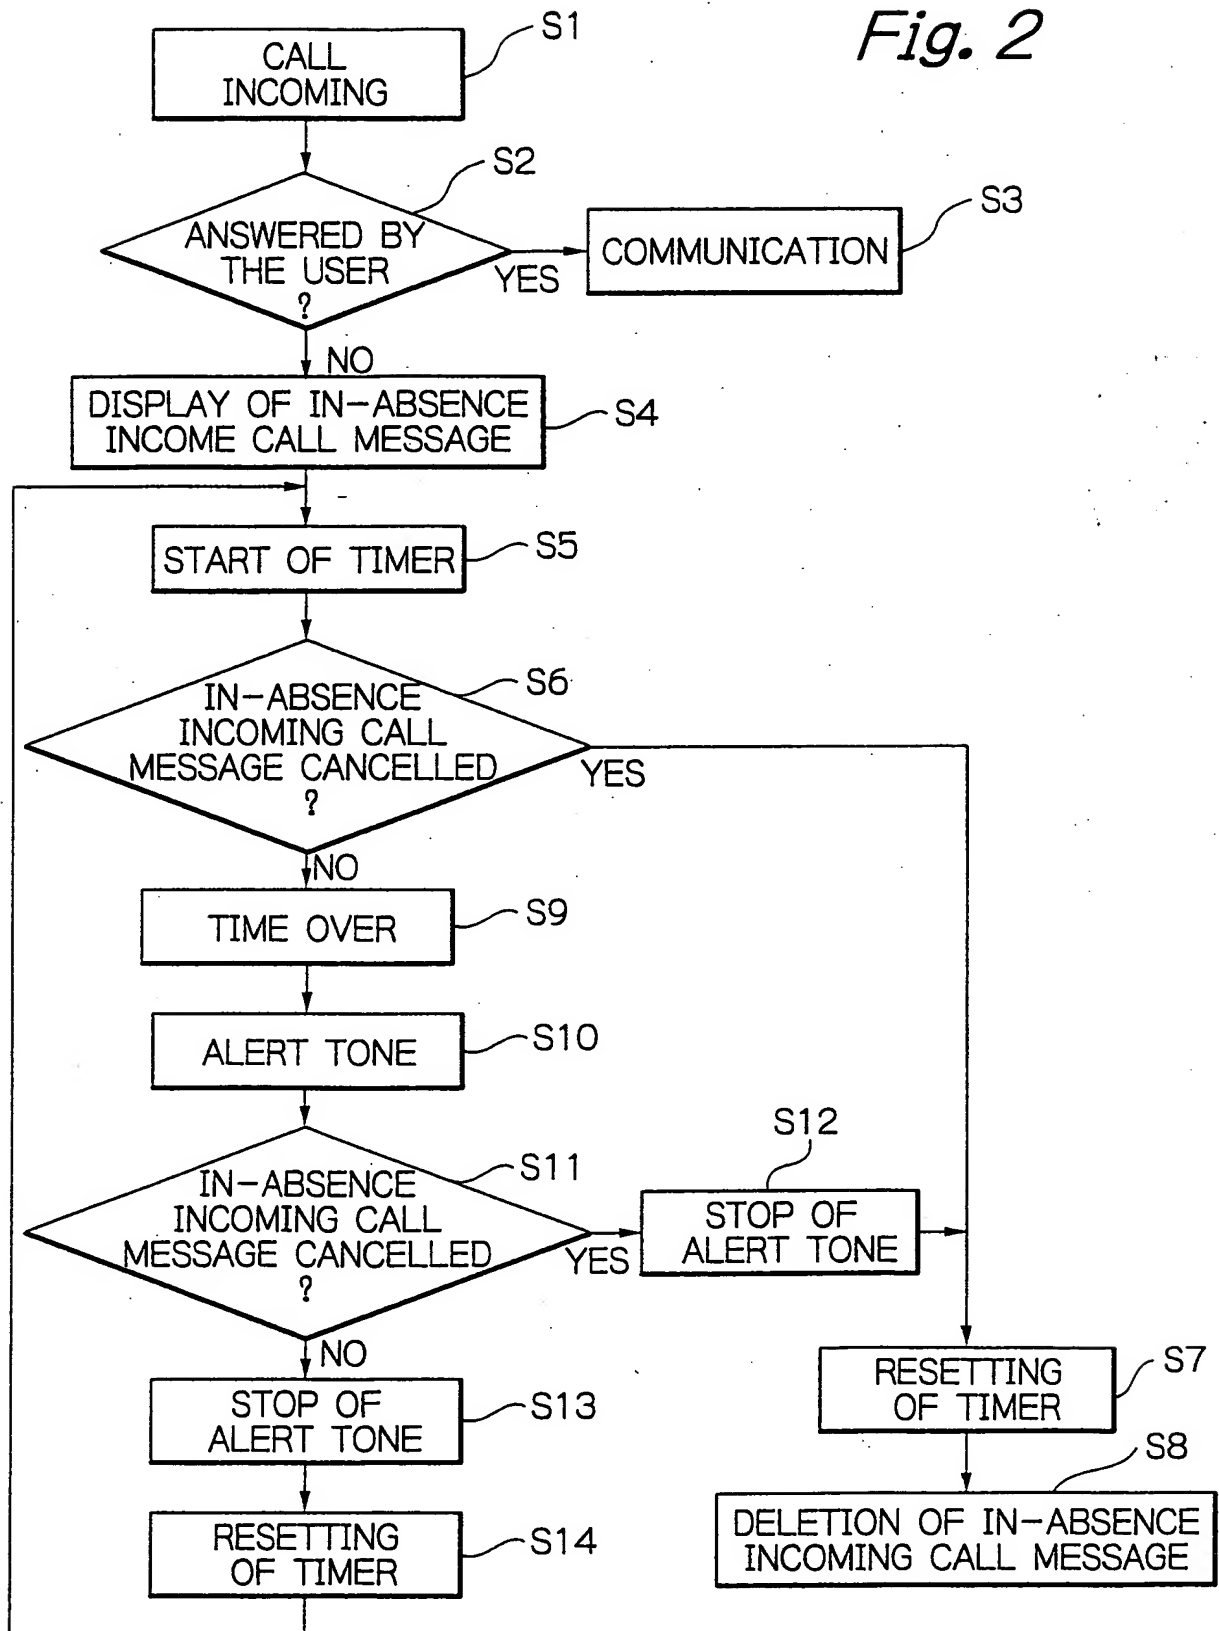 Fig. 2
S1
CALL
INCOMING
S2
ANSWERED BY
THE USER
?
YES
S3
COMMUNICATION
NO
DISPLAY OF IN-ABSENCE
INCOME CALL MESSAGE
S4
START OF TIMER
S5
IN-ABSENCE
INCOMING CALL
MESSAGE CANCELLED
?
S6
YES
NO
TIME OVER
S9
ALERT TONE
S10
IN-ABSENCE
INCOMING CALL
MESSAGE CANCELLED
?
S11
YES
S12
STOP OF
ALERT TONE
NO
STOP OF
ALERT TONE
S13
RESETTING
OF TIMER
S7
RESETTING
OF TIMER
S14
S8
DELETION OF IN-ABSENCE
INCOMING CALL MESSAGE